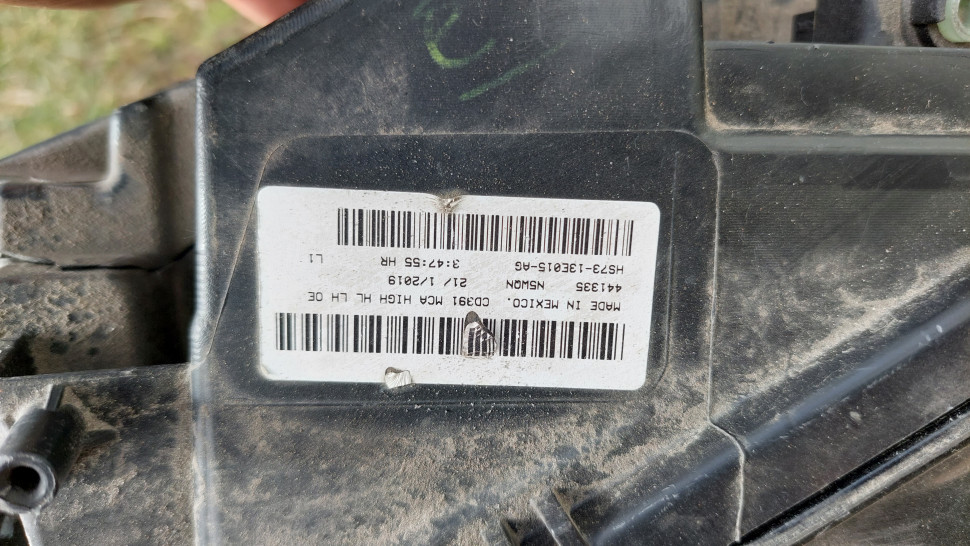 MADE IN MEXICO. CD391 MCA HIGH HL LH OE
441335 N5WQN 21/ 1/2019
HS73-13E015-AG 3:47:55 HR L1